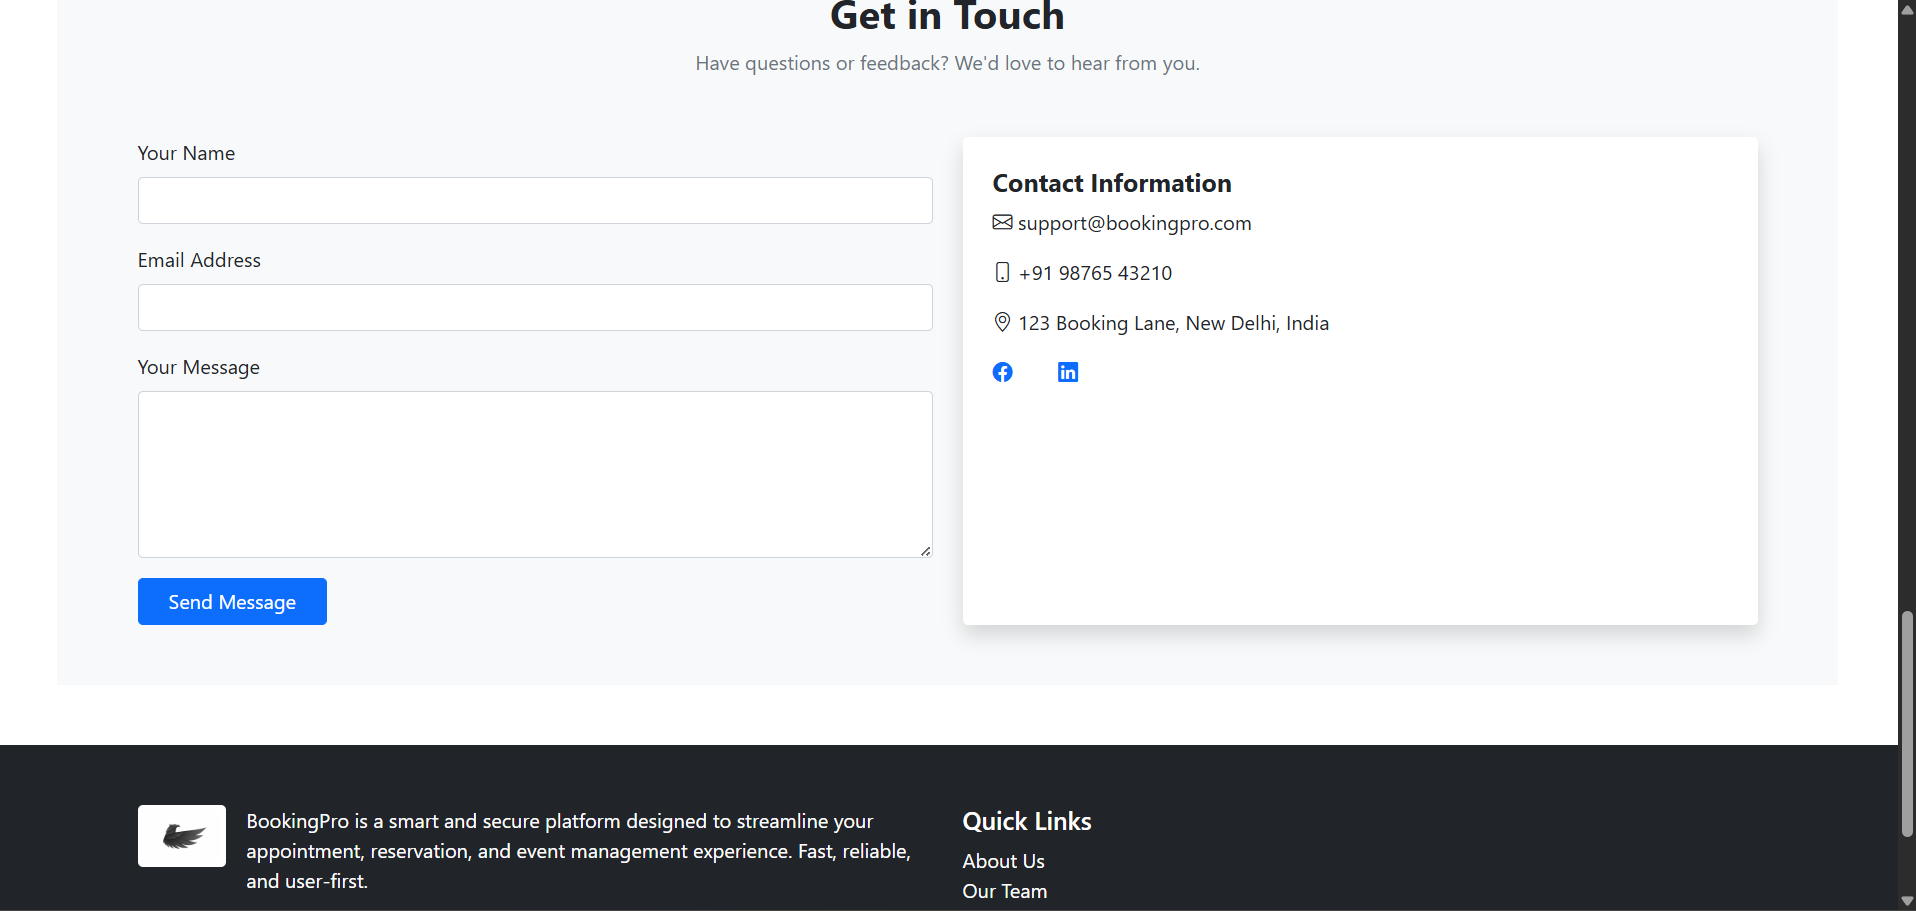 Get in Touch
Have questions or feedback? We'd love to hear from you.
Your Name
Email Address
Your Message
Send Message
Contact Information
support@bookingpro.com
+91 98765 43210
123 Booking Lane, New Delhi, India
BookingPro is a smart and secure platform designed to streamline your
appointment, reservation, and event management experience. Fast, reliable,
and user-first.
Quick Links
About Us
Our Team